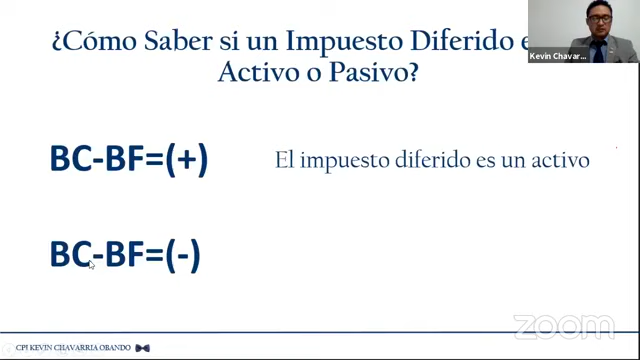 ¿Cómo Saber si un Impuesto Diferido e
Activo o Pasivo?
Kevin Chavarr...
BC-BF=(+)
El impuesto diferido es un activo
BC-BF=(-)
zoom
CPI KEVIN CHAVARRIA OBANDO